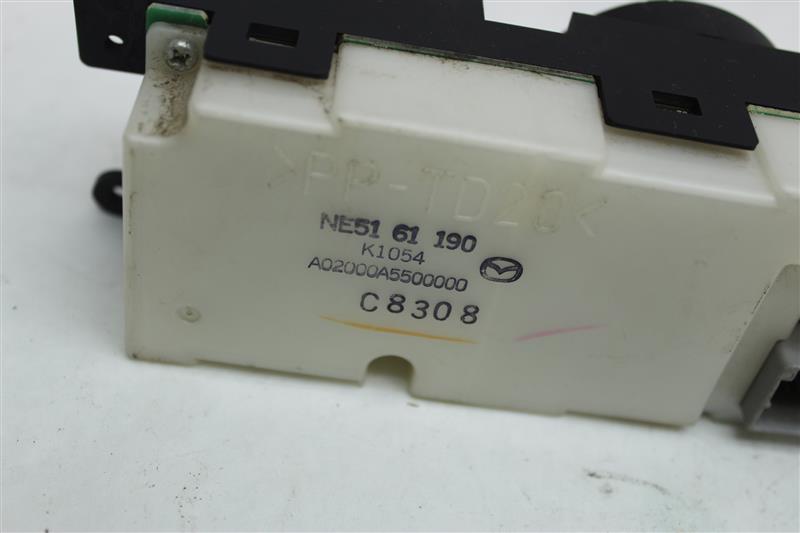 >PP-TD20<
NE51 61 190
K1054
A02000A5500000
C8308